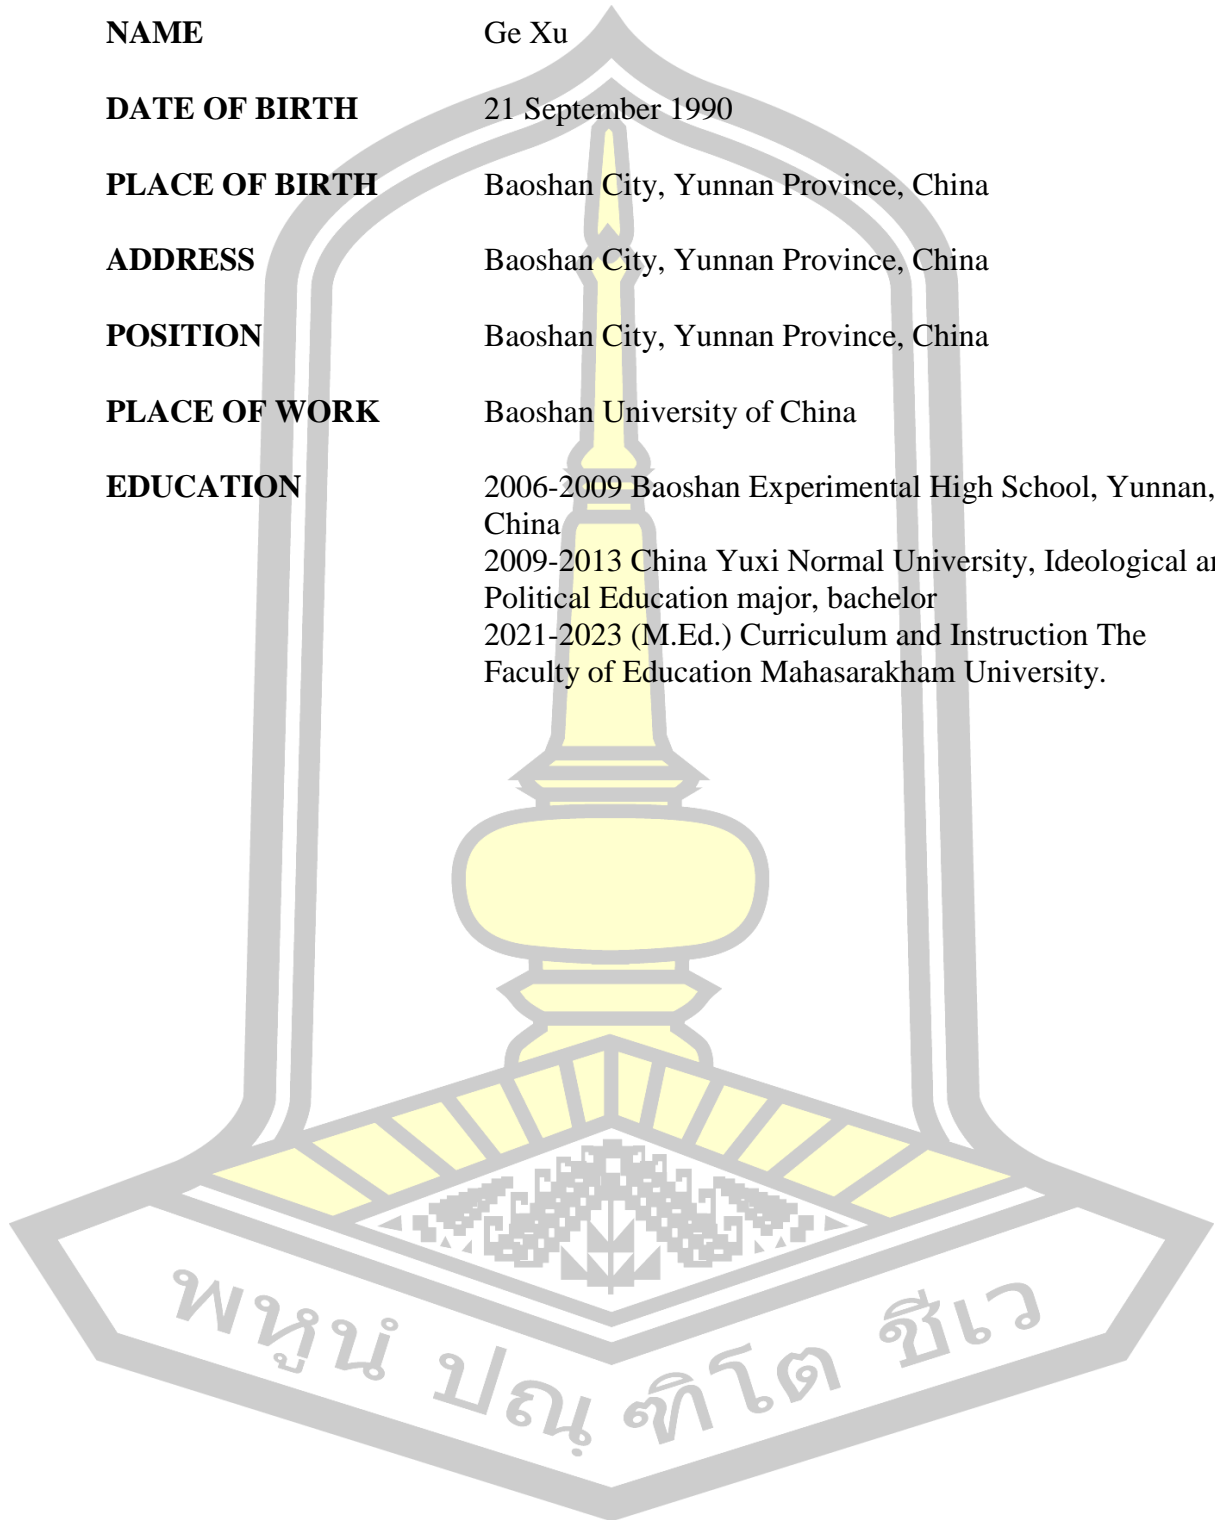 NAME Ge Xu
DATE OF BIRTH 21 September 1990
PLACE OF BIRTH Baoshan City, Yunnan Province, China
ADDRESS Baoshan City, Yunnan Province, China
POSITION Baoshan City, Yunnan Province, China
PLACE OF WORK Baoshan University of China
EDUCATION 2006-2009 Baoshan Experimental High School, Yunnan,
China
2009-2013 China Yuxi Normal University, Ideological
Political Education major, bachelor
2021-2023 (M.Ed.) Curriculum and Instruction The
Faculty of Education Mahasarakham University.
พหูนํ ปณฺฑิโต ชีเว